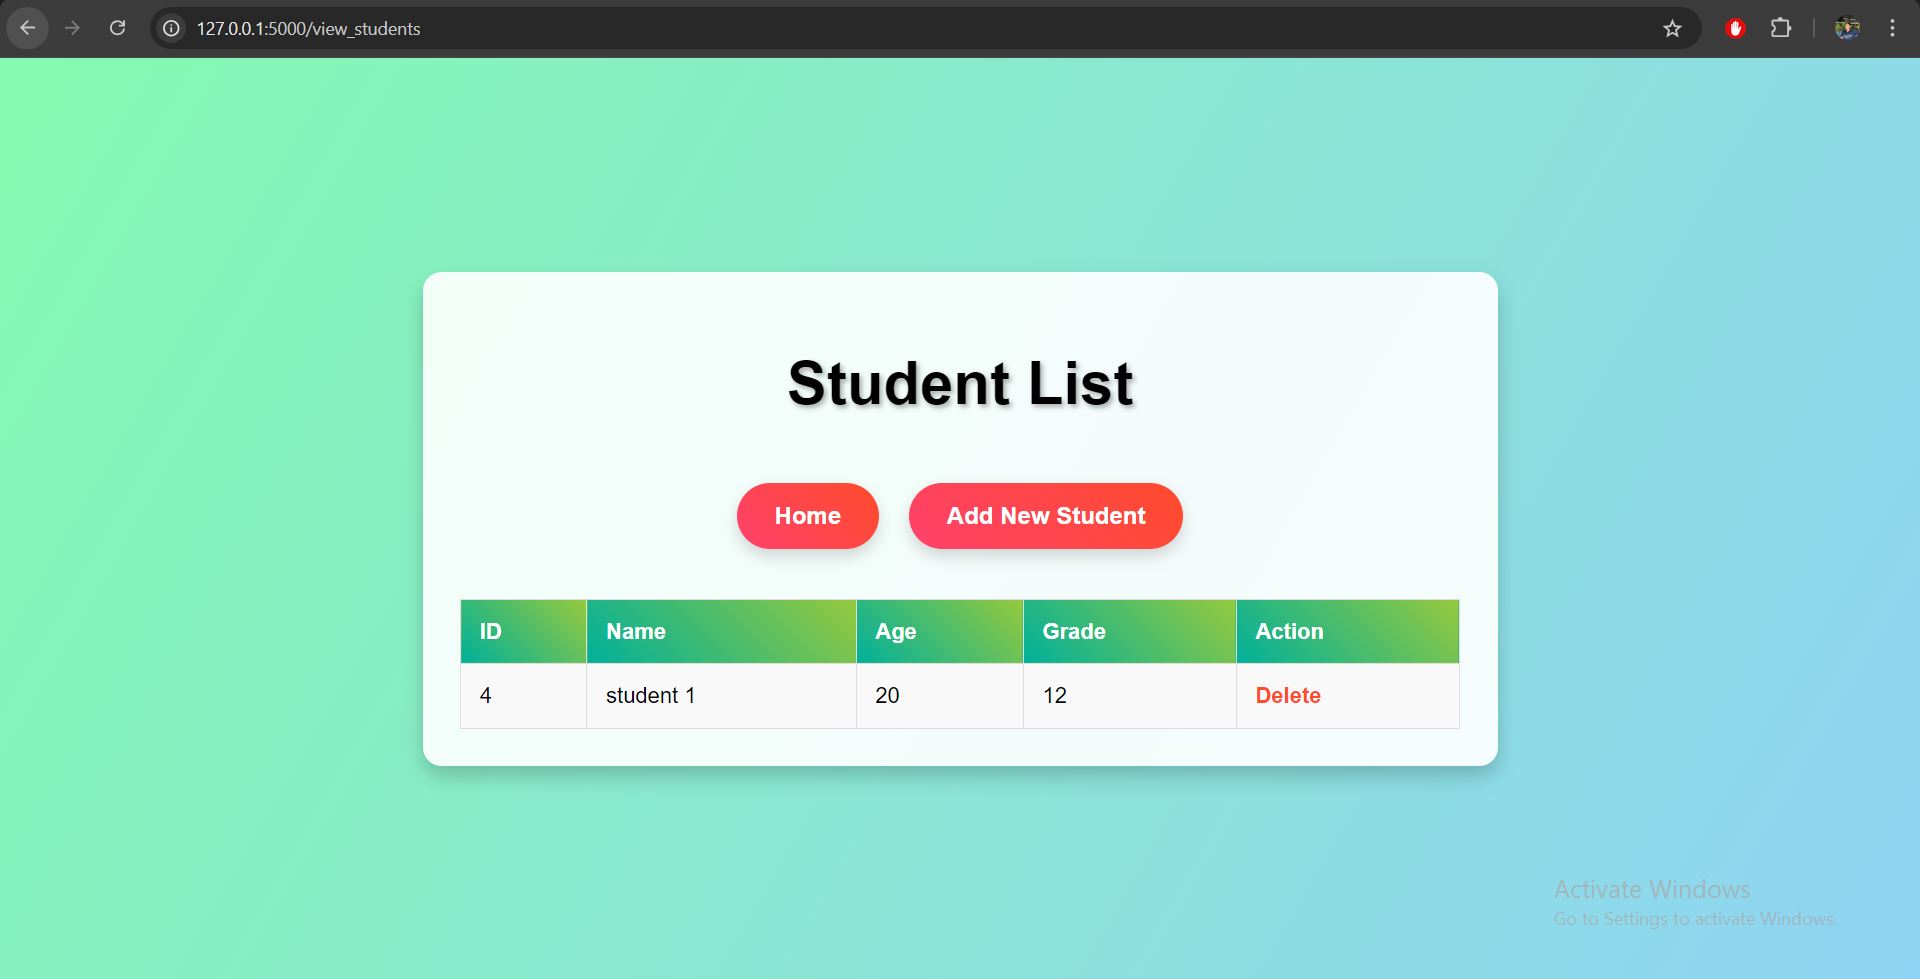 127.0.0.1:5000/view_students
Student List
Home Add New Student
ID Name Age Grade Action
4 student 1 20 12 Delete
Activate Windows
Go to Settings to activate Windows.